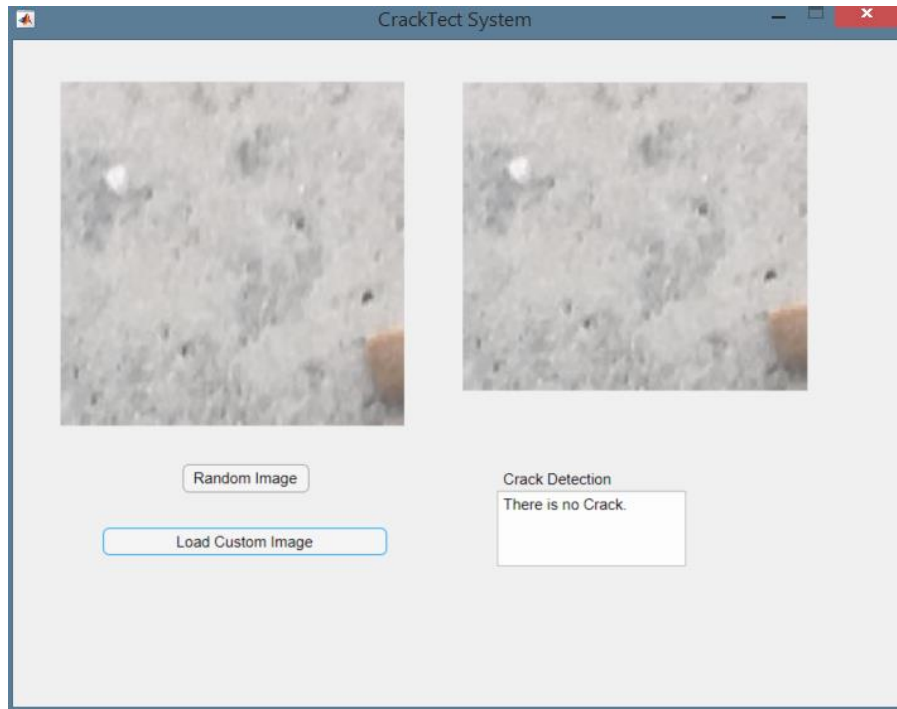 CrackTect System
Random Image
Load Custom Image
Crack Detection
There is no Crack.